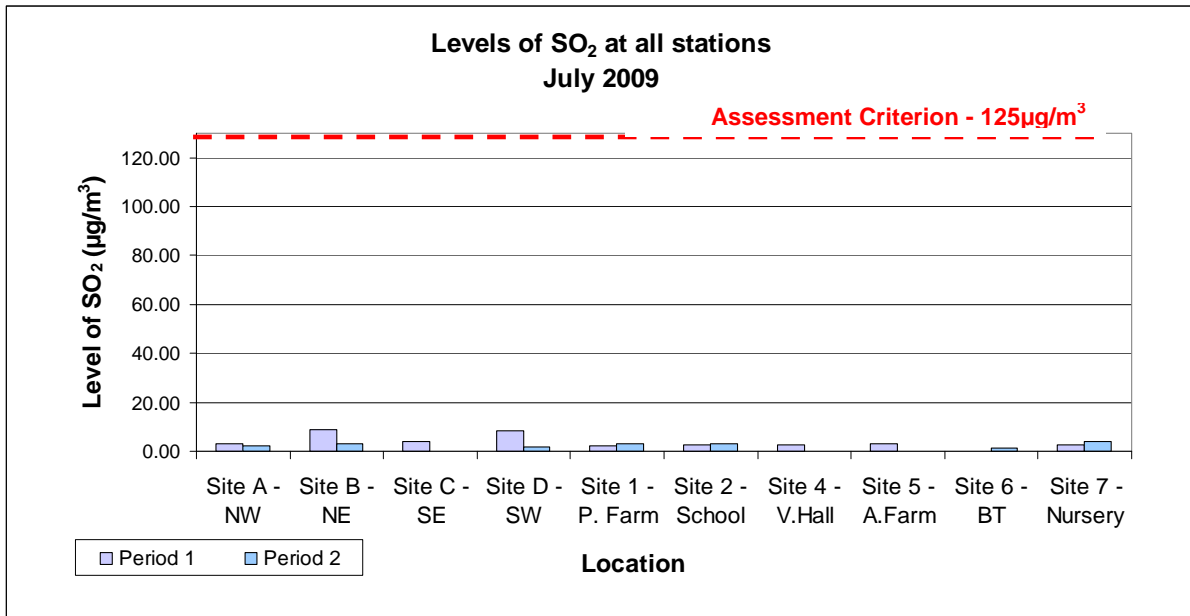 Levels of SO₂ at all stations
July 2009
Assessment Criterion - 125µg/m³
Level of SO₂ (µg/m³)
120.00
100.00
80.00
60.00
40.00
20.00
0.00
Site A - NW
Site B - NE
Site C - SE
Site D - SW
Site 1 - P. Farm
Site 2 - School
Site 4 - V.Hall
Site 5 - A.Farm
Site 6 - BT
Site 7 - Nursery
Period 1 Period 2
Location